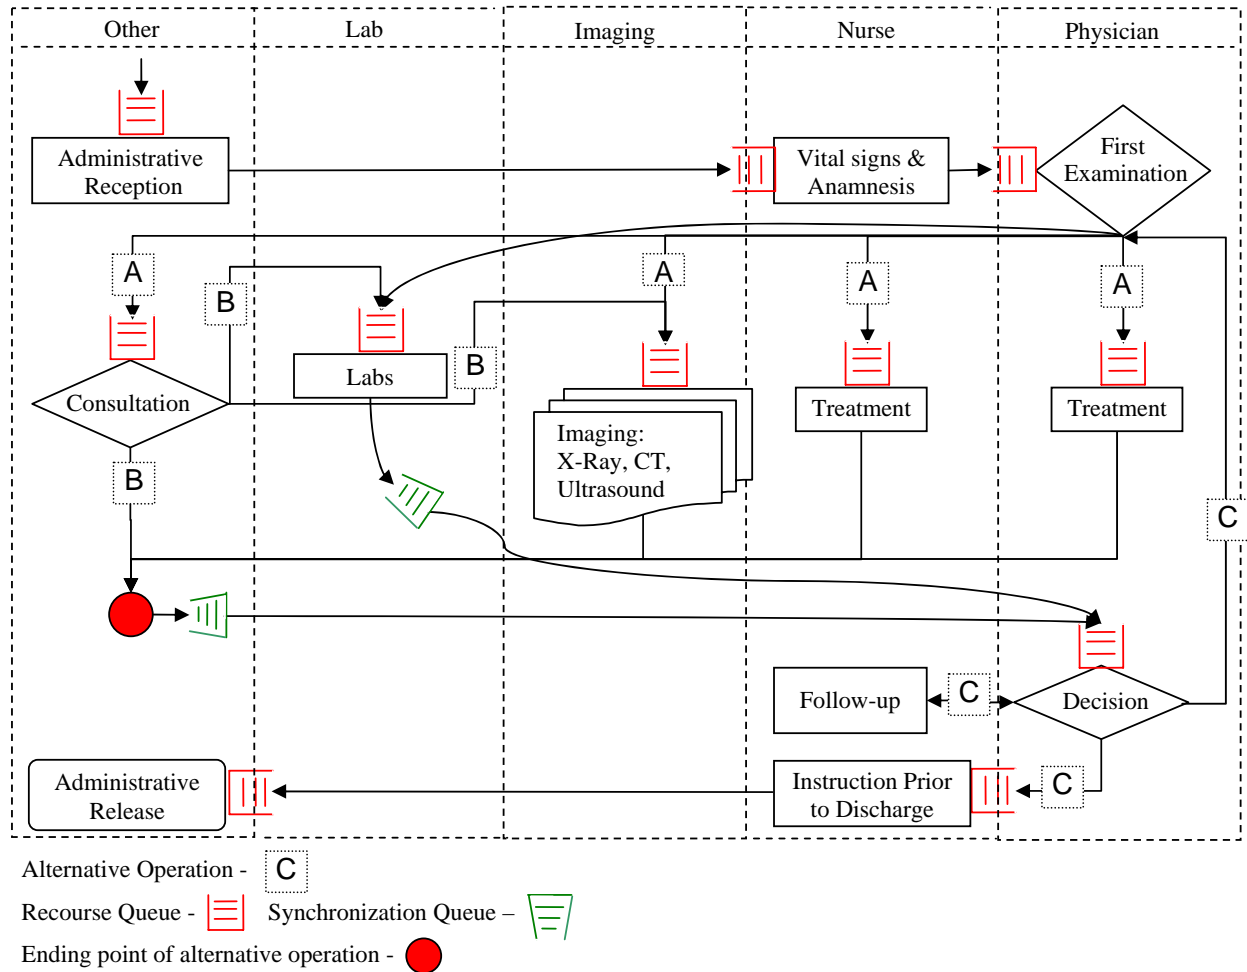 Other
Lab
Imaging
Nurse
Physician
Administrative
Reception
Vital signs &
Anamnesis
First
Examination
A
A
A
A
B
B
Consultation
Labs
Treatment
Treatment
Imaging:
X-Ray, CT,
Ultrasound
B
C
Follow-up
C
Decision
Administrative
Release
Instruction Prior
to Discharge
C
Alternative Operation - C
Recourse Queue - Synchronization Queue –
Ending point of alternative operation -